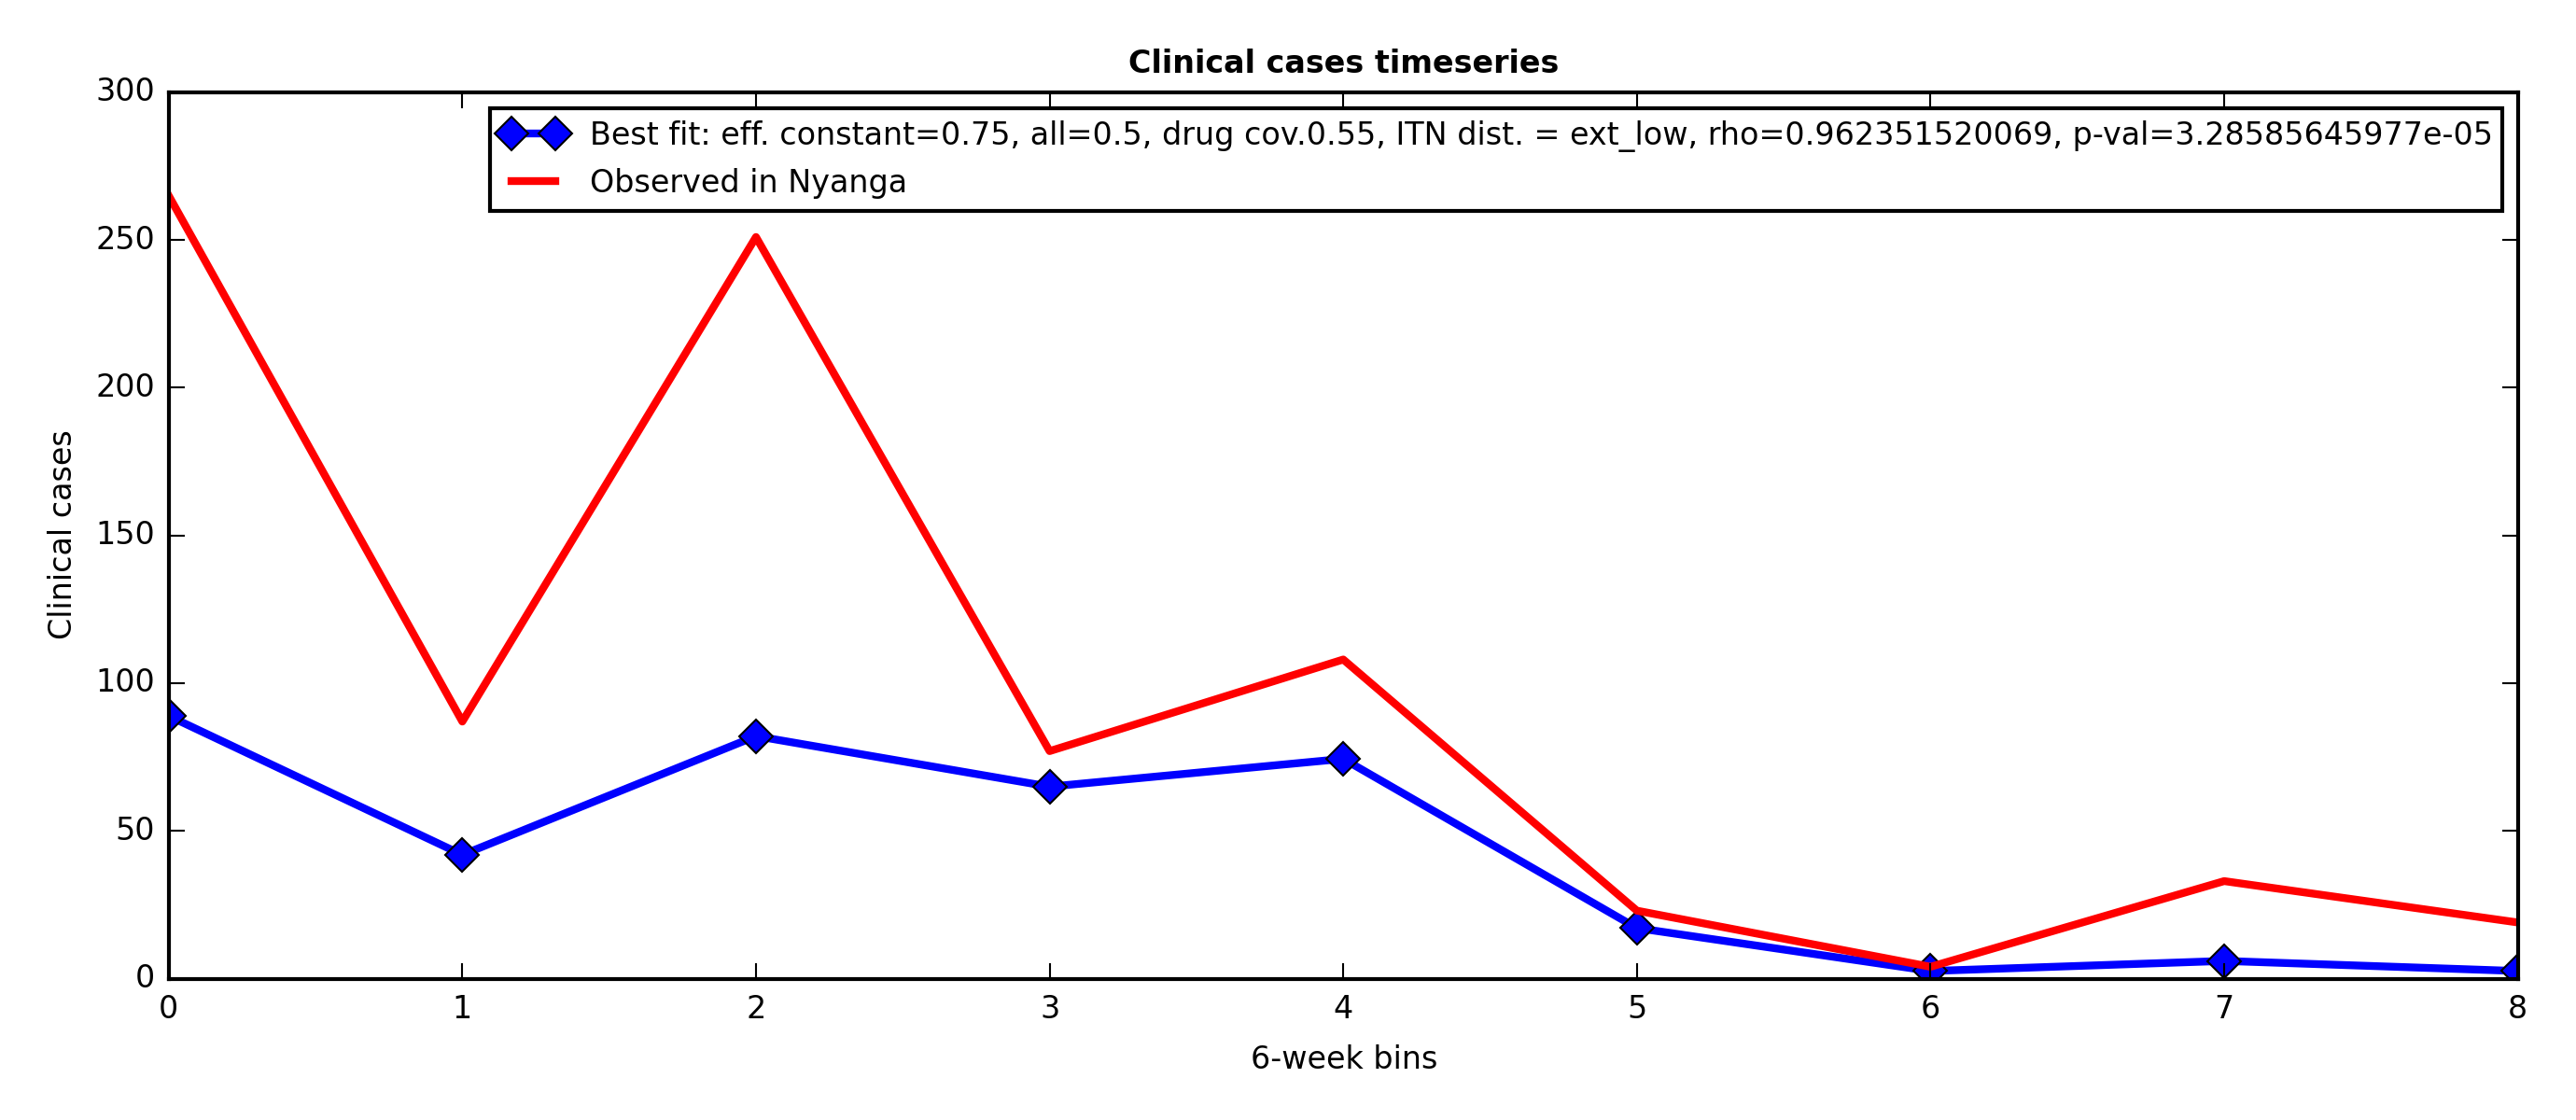 Clinical cases timeseries
300
250
200
150
100
50
0
Clinical cases
Best fit: eff. constant=0.75, all=0.5, drug cov.0.55, ITN dist. = ext_low, rho=0.962351520069, p-val=3.28585645977e-05
Observed in Nyanga
0 1 2 3 4 5 6 7 8
6-week bins